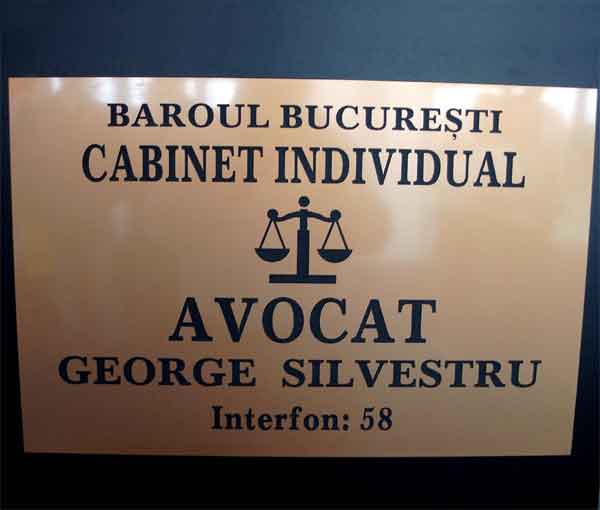 BAROUL BUCUREȘTI
CABINET INDIVIDUAL
AVOCAT
GEORGE SILVESTRU
Interfon: 58